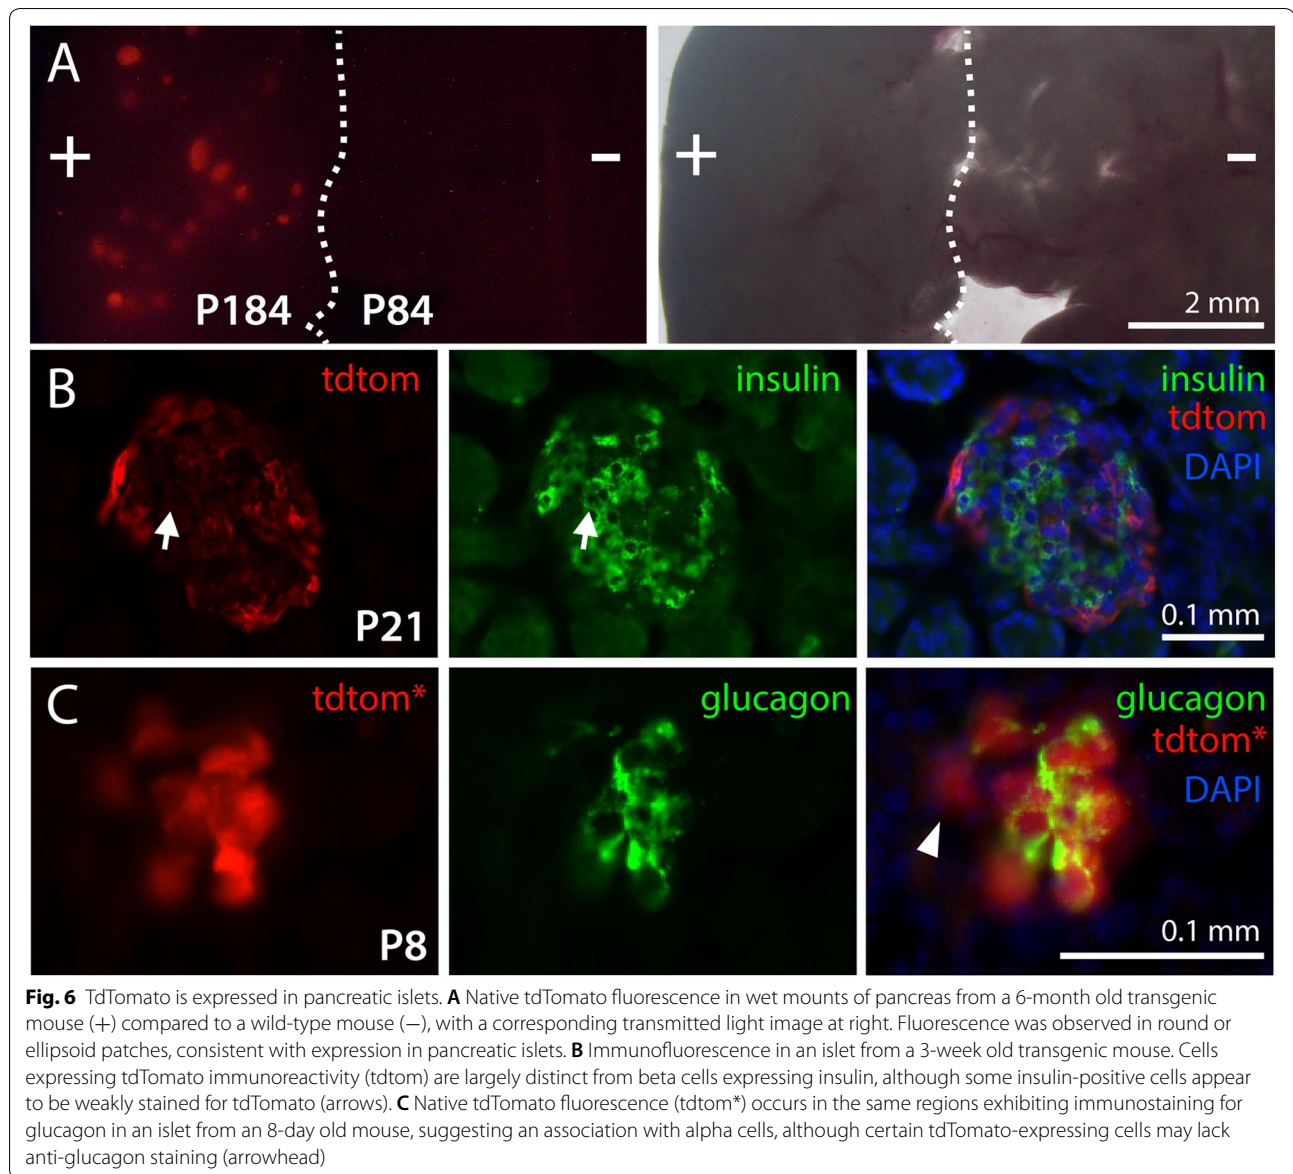 A
+
–
P184 P84
+
–
2 mm
B
tdtom
P21
insulin
insulin
tdtom
DAPI
0.1 mm
C
tdtom*
P8
glucagon
glucagon
tdtom*
DAPI
0.1 mm
Fig. 6 TdTomato is expressed in pancreatic islets. A Native tdTomato fluorescence in wet mounts of pancreas from a 6-month old transgenic
mouse (+) compared to a wild-type mouse (−), with a corresponding transmitted light image at right. Fluorescence was observed in round or
ellipsoid patches, consistent with expression in pancreatic islets. B Immunofluorescence in an islet from a 3-week old transgenic mouse. Cells
expressing tdTomato immunoreactivity (tdtom) are largely distinct from beta cells expressing insulin, although some insulin-positive cells appear
to be weakly stained for tdTomato (arrows). C Native tdTomato fluorescence (tdtom*) occurs in the same regions exhibiting immunostaining for
glucagon in an islet from an 8-day old mouse, suggesting an association with alpha cells, although certain tdTomato-expressing cells may lack
anti-glucagon staining (arrowhead)